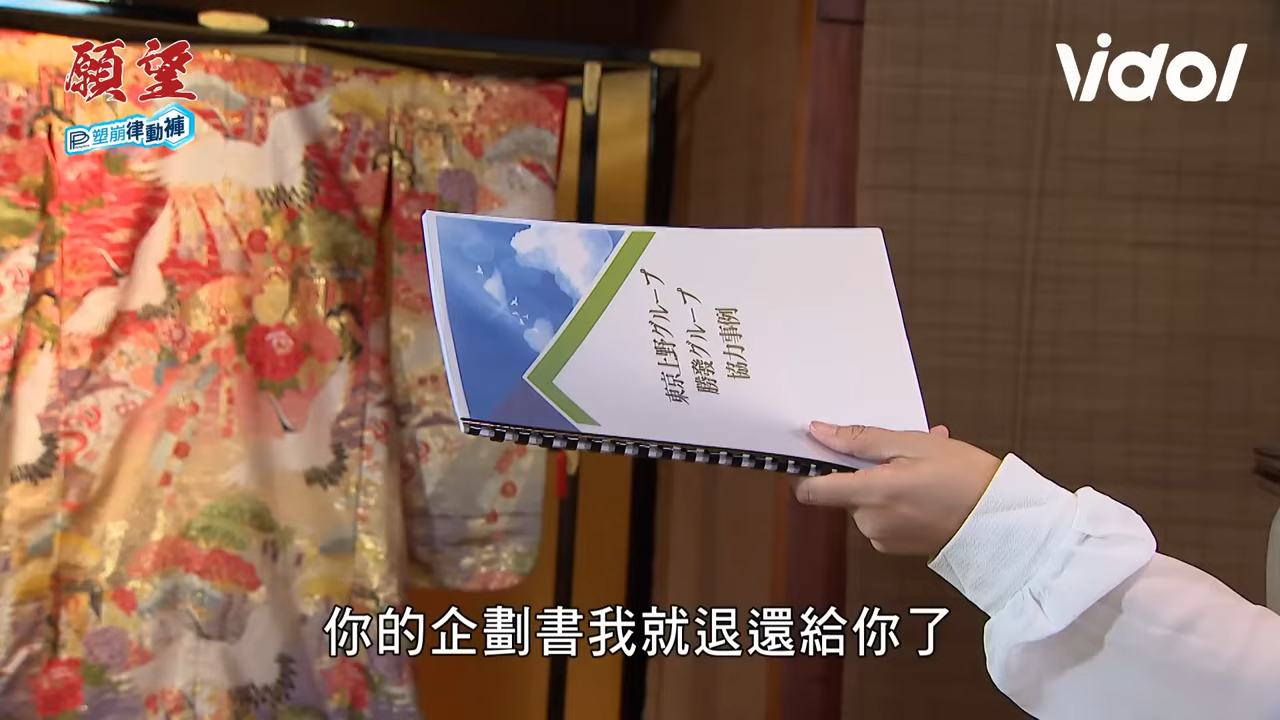 願望
塑崩律動褲
Vidol
東京上野グループ
勝發グループ
協力事例
你的企劃書我就退還給你了